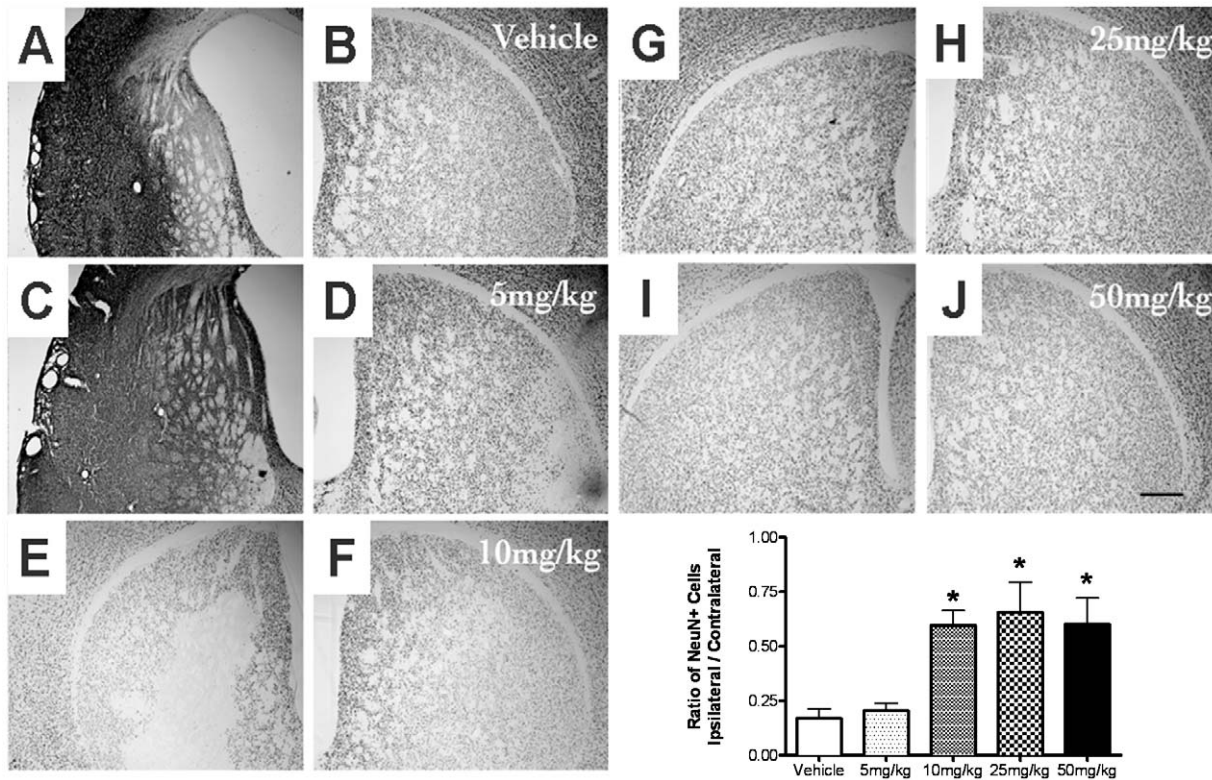 A
B
Vehicle
G
H
25mg/kg
C
D
5mg/kg
I
J
50mg/kg
E
F
10mg/kg
Ratio of NeuN+ Cells
Ipsilateral / Contralateral
1.00
0.75
0.50
0.25
0.00
*
*
*
Vehicle
5mg/kg
10mg/kg
25mg/kg
50mg/kg